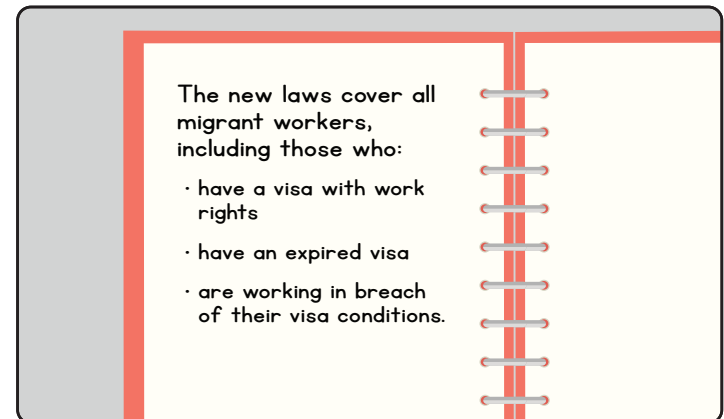 The new laws cover all
migrant workers,
including those who:
· have a visa with work
rights
· have an expired visa
· are working in breach
of their visa conditions.